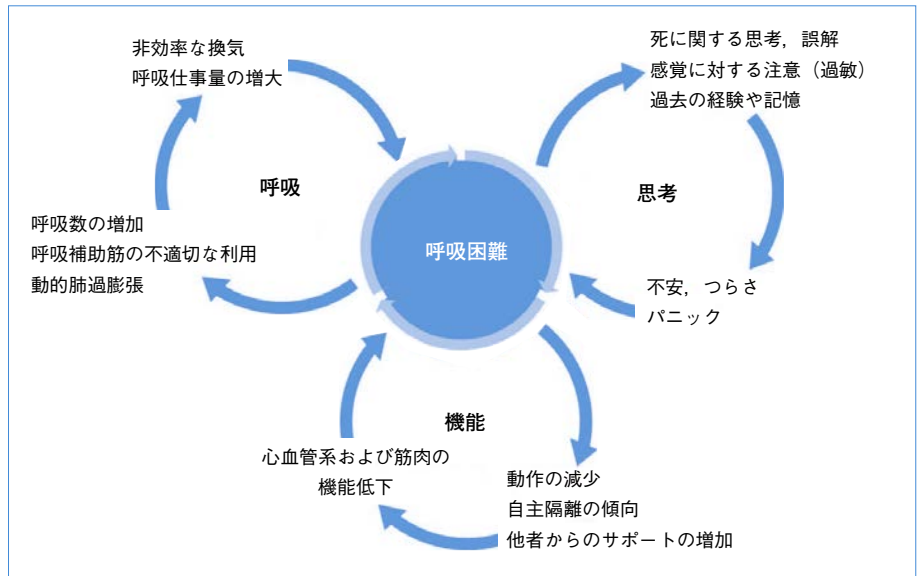 非効率な換気
呼吸仕事量の増大
呼吸
呼吸数の増加
呼吸補助筋の不適切な利用
動的肺過膨張
呼吸困難
死に関する思考，誤解
感覚に対する注意（過敏）
過去の経験や記憶
思考
不安，つらさ
パニック
機能
動作の減少
自主隔離の傾向
他者からのサポートの増加
心血管系および筋肉の
機能低下